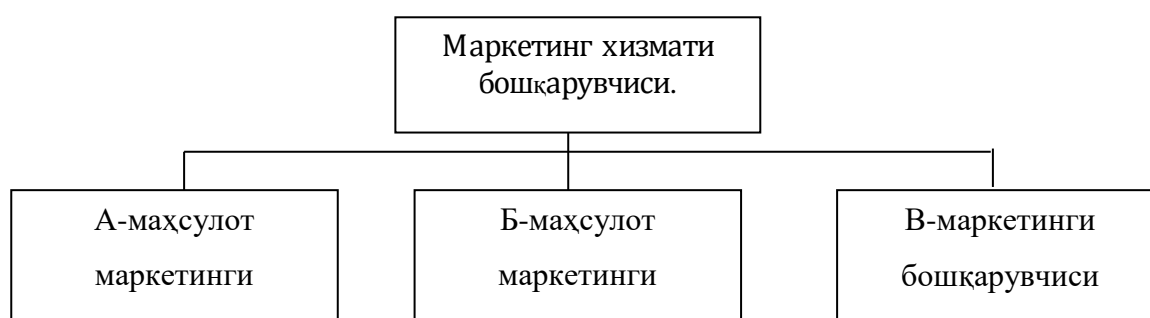 Маркетинг хизмати
бошқарувчиси.
А-маҳсулот
маркетинги
Б-маҳсулот
маркетинги
В-маркетинги
бошқарувчиси